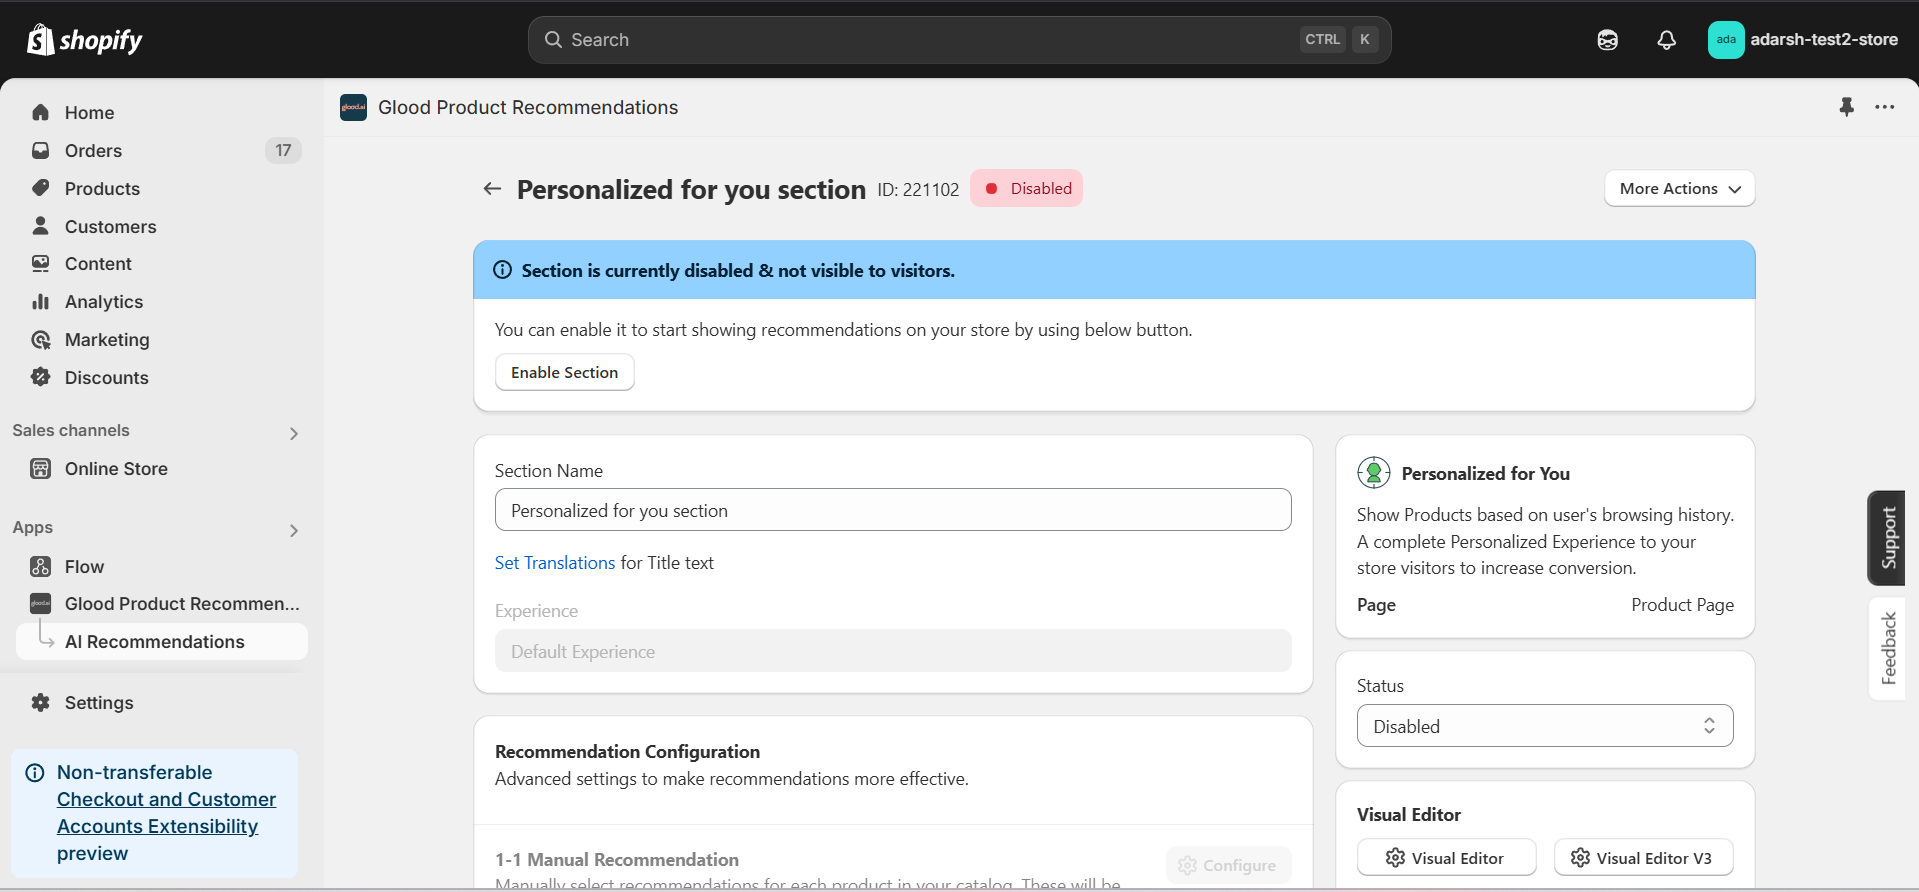 shopify
Search
CTRL K
ada
adarsh-test2-store
Home
Orders 17
Products
Customers
Content
Analytics
Marketing
Discounts
Sales channels
Online Store
Apps
Flow
Glood Product Recommen...
AI Recommendations
Settings
Non-transferable
Checkout and Customer
Accounts Extensibility
preview
glood.ai
Glood Product Recommendations
Personalized for you section ID: 221102 Disabled
More Actions
Section is currently disabled & not visible to visitors.
You can enable it to start showing recommendations on your store by using below button.
Enable Section
Section Name
Personalized for you section
Set Translations for Title text
Experience
Default Experience
Recommendation Configuration
Advanced settings to make recommendations more effective.
1-1 Manual Recommendation
Configure
Manually select recommendations for each product in your catalog. These will be
Personalized for You
Show Products based on user's browsing history.
A complete Personalized Experience to your
store visitors to increase conversion.
Page Product Page
Status
Disabled
Visual Editor
Visual Editor
Visual Editor V3
Support
Feedback